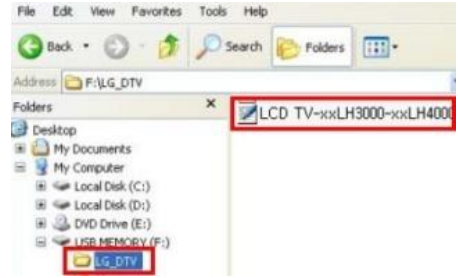 File Edit View Favorites Tools Help
Back Search Folders
Address F:\LG_DTV
Folders x LCD TV-xxLH3000-xxLH4000
Desktop
My Documents
My Computer
Local Disk (C:)
Local Disk (D:)
DVD Drive (E:)
USB MEMORY (F:)
LG_DTV